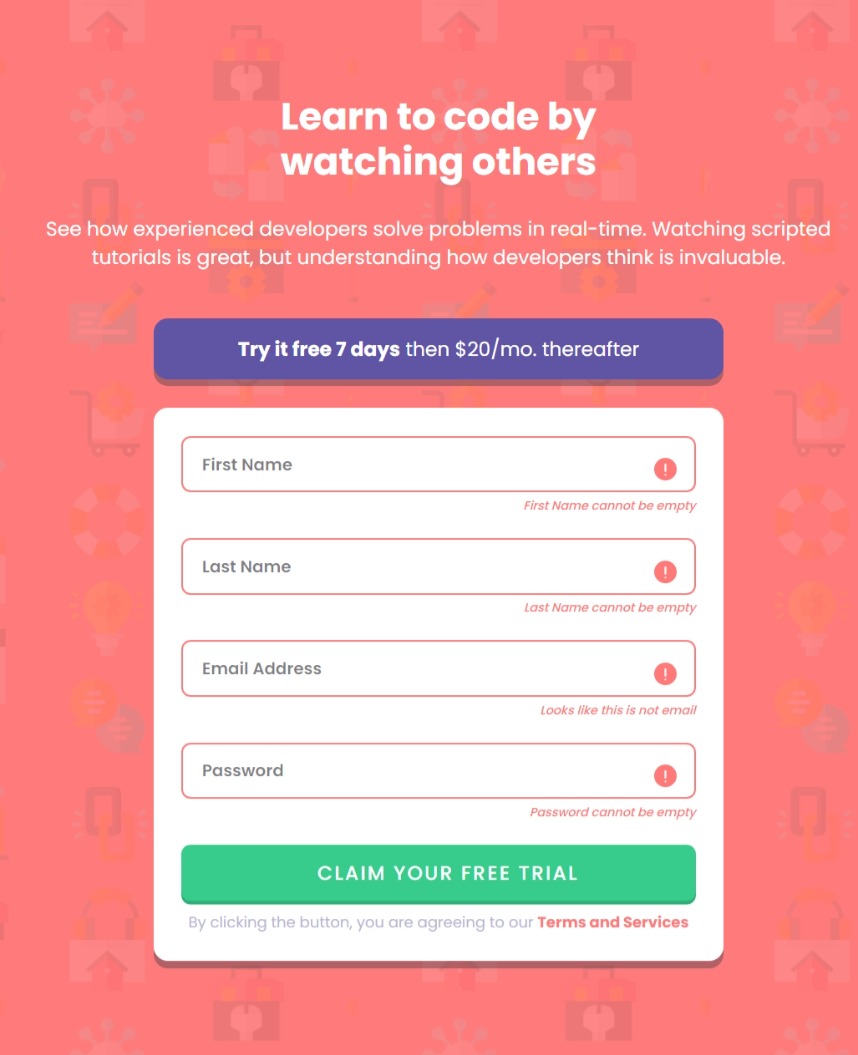 Learn to code by
watching others
See how experienced developers solve problems in real-time. Watching scripted
tutorials is great, but understanding how developers think is invaluable.
Try it free 7 days then $20/mo. thereafter
First Name
!
First Name cannot be empty
Last Name
!
Last Name cannot be empty
Email Address
!
Looks like this is not email
Password
!
Password cannot be empty
CLAIM YOUR FREE TRIAL
By clicking the button, you are agreeing to our Terms and Services